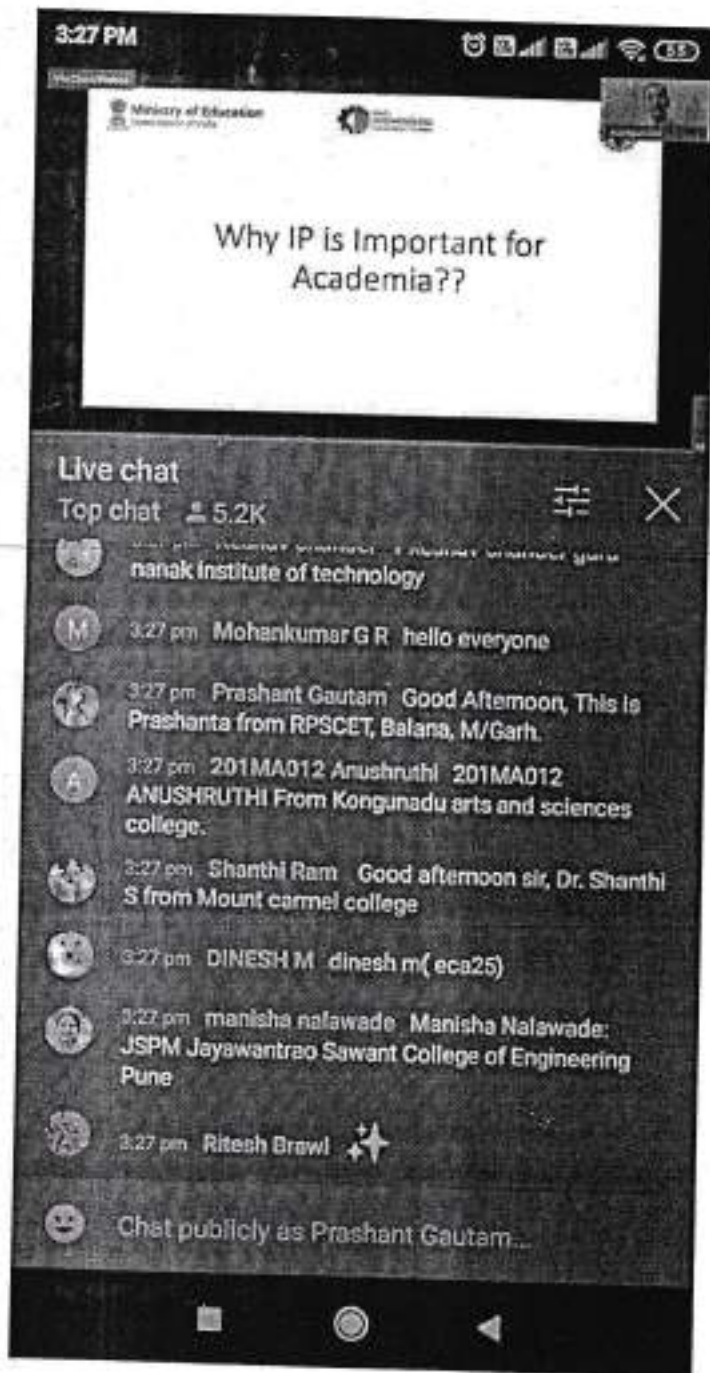 3:27 PM
55
Ministry of Education
Why IP is Important for
Academia??
Live chat
Top chat 5.2K
nanak institute of technology
M 3:27 pm Mohankumar G R hello everyone
3:27 pm Prashant Gautam Good Afternoon, This is
Prashanta from RPSCET, Balana, M/Garh.
A 3:27 pm 201MA012 Anushruthi 201MA012
ANUSHRUTHI From Kongunadu arts and sciences
college.
3:27 pm Shanthi Ram Good afternoon sir, Dr. Shanthi
S from Mount carmel college
3:27 pm DINESH M dinesh m( eca25)
3:27 pm manisha nalawade Manisha Nalawade:
JSPM Jayawantrao Sawant College of Engineering
Pune
3:27 pm Ritesh Brawl
Chat publicly as Prashant Gautam...